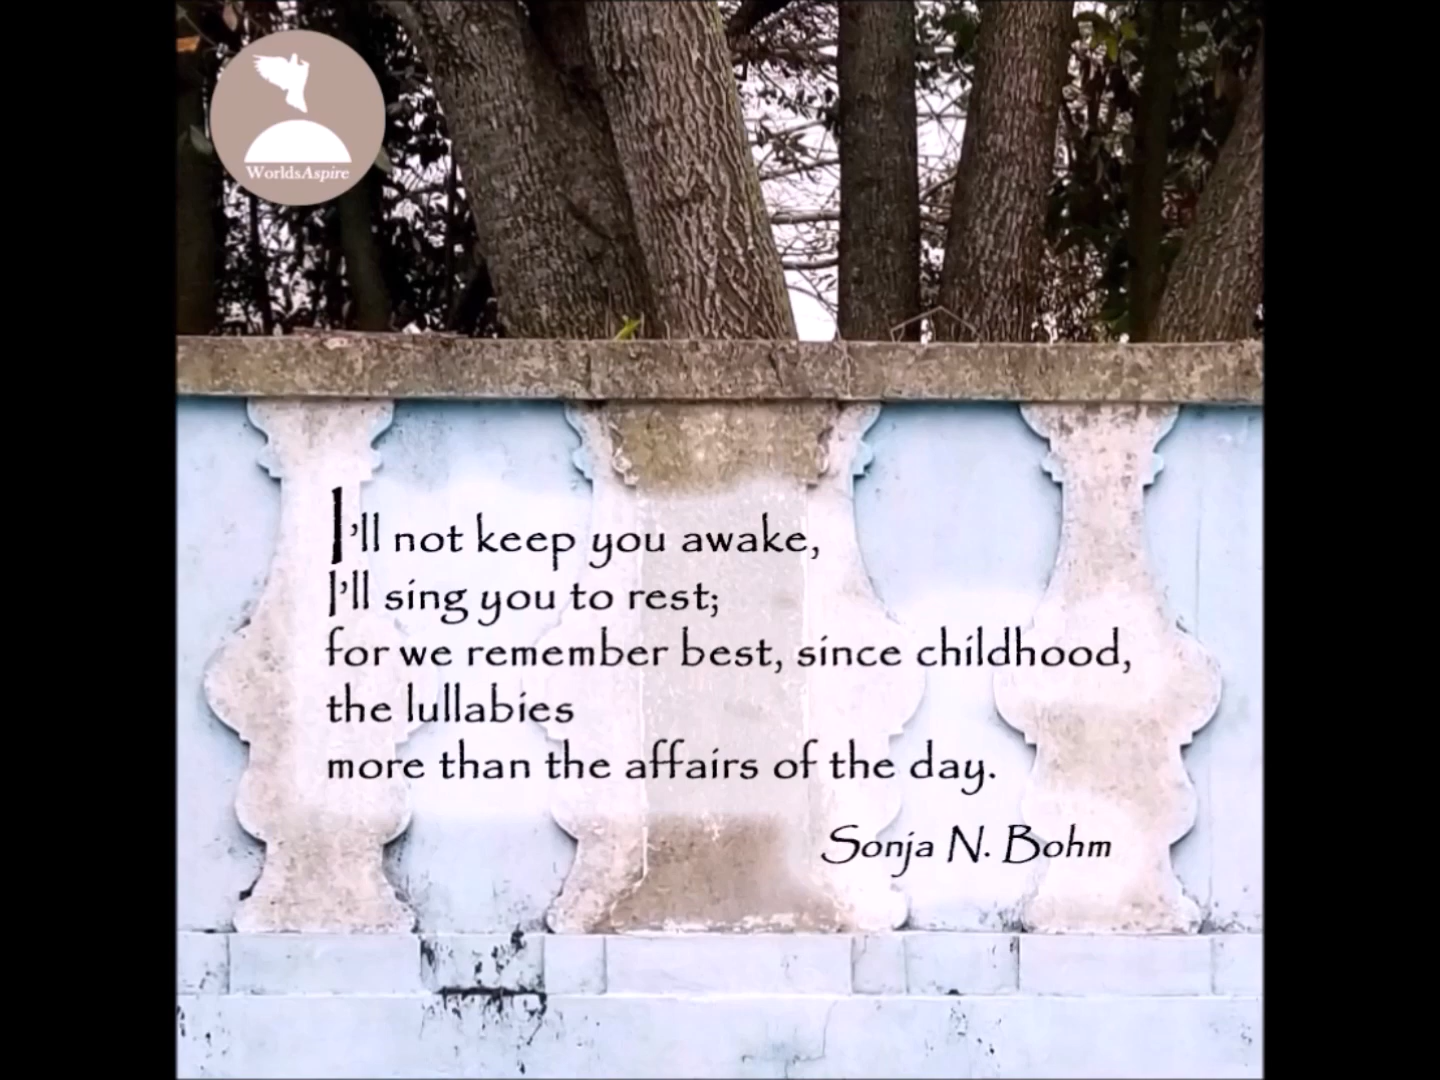 WorldsAspire
I'll not keep you awake,
I'll sing you to rest;
for we remember best, since childhood,
the lullabies
more than the affairs of the day.
Sonja N. Bohm